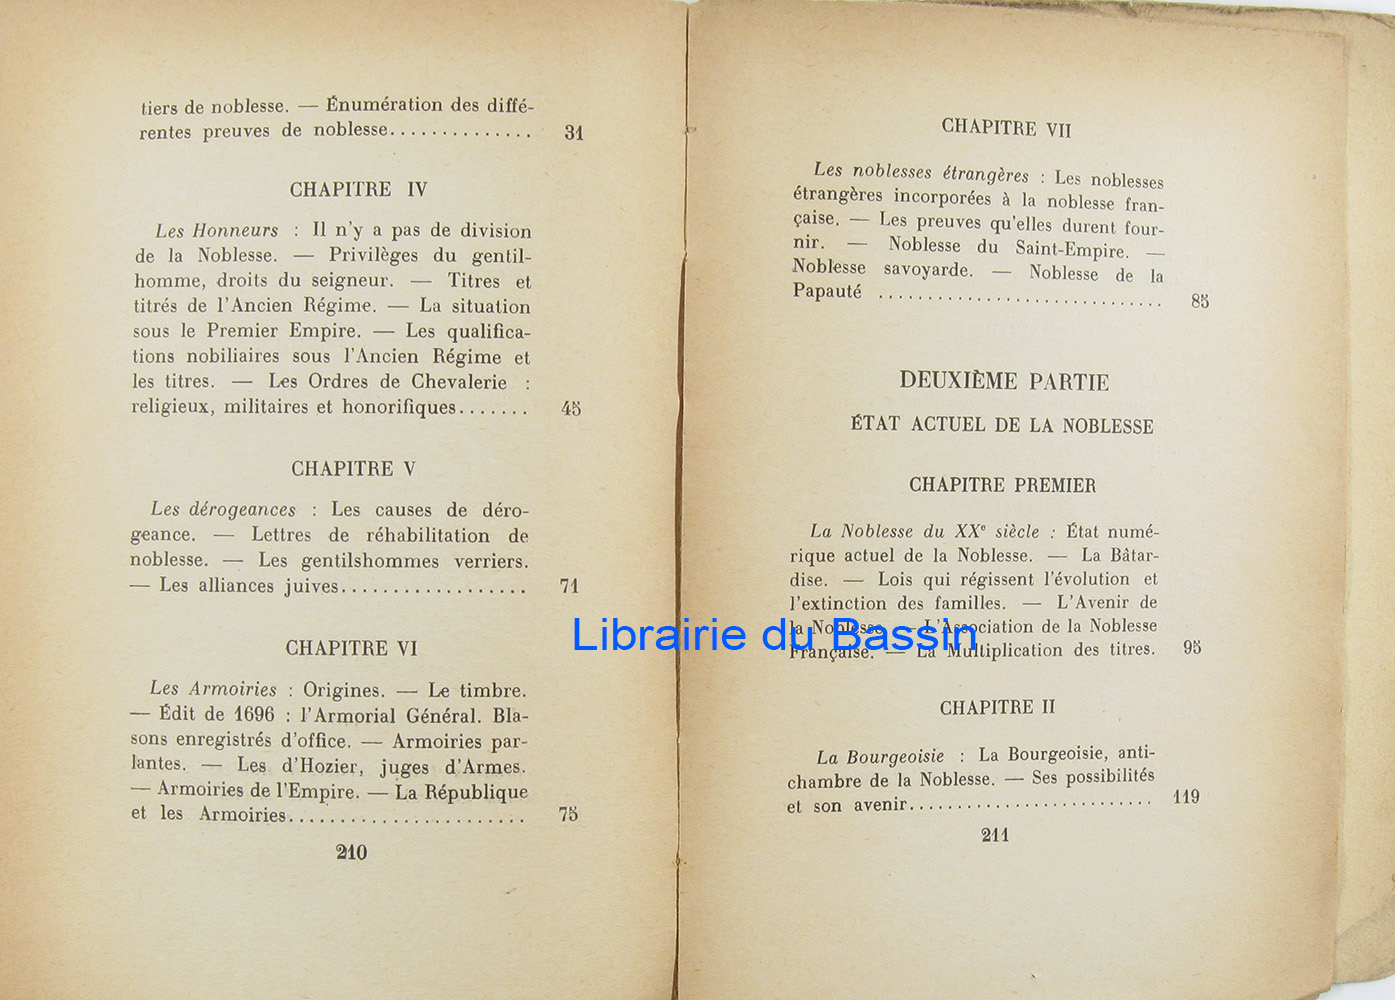 tiers de noblesse. — Énumération des diffé-
rentes preuves de noblesse.............. 31
CHAPITRE IV
Les Honneurs : Il n'y a pas de division
de la Noblesse. — Privilèges du gentil-
homme, droits du seigneur. — Titres et
titrés de l'Ancien Régime. — La situation
sous le Premier Empire. — Les qualifica-
tions nobiliaires sous l'Ancien Régime et
les titres. — Les Ordres de Chevalerie :
religieux, militaires et honorifiques....... 45
CHAPITRE V
Les dérogeances : Les causes de déro-
geance. — Lettres de réhabilitation de
noblesse. — Les gentilshommes verriers.
— Les alliances juives.................. 71
CHAPITRE VI
Les Armoiries : Origines. — Le timbre.
— Édit de 1696 : l'Armorial Général. Bla-
sons enregistrés d'office. — Armoiries par-
lantes. — Les d'Hozier, juges d'Armes.
— Armoiries de l'Empire. — La République
et les Armoiries........................ 75
210
CHAPITRE VII
Les noblesses étrangères : Les noblesses
étrangères incorporées à la noblesse fran-
çaise. — Les preuves qu'elles durent four-
nir. — Noblesse du Saint-Empire. —
Noblesse savoyarde. — Noblesse de la
Papauté ............................. 85
DEUXIÈME PARTIE
ÉTAT ACTUEL DE LA NOBLESSE
CHAPITRE PREMIER
La Noblesse du XXe siècle : État numé-
rique actuel de la Noblesse. — La Bâtar-
dise. — Lois qui régissent l'évolution et
l'extinction des familles. — L'Avenir de
la Noblesse. — L'Association de la Noblesse
Française. — La Multiplication des titres. 95
CHAPITRE II
La Bourgeoisie : La Bourgeoisie, anti-
chambre de la Noblesse. — Ses possibilités
et son avenir......................... 119
211
Librairie du Bassin